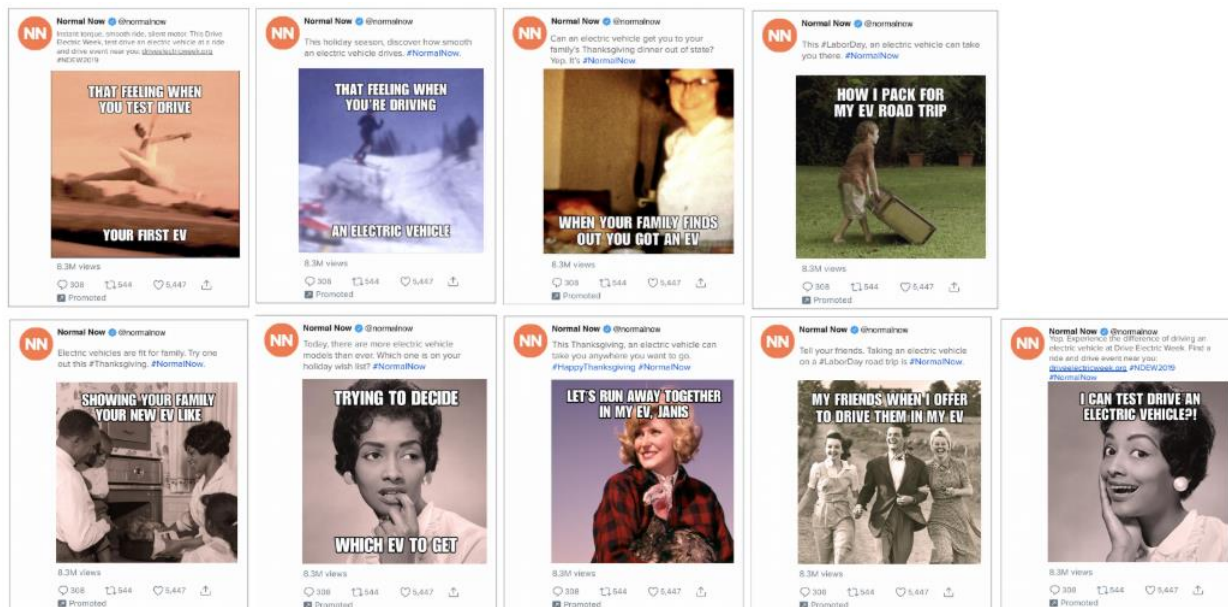 NN
Normal Now @normalnow
Instant torque, smooth ride, silent motor. This Drive
Electric Week, test drive an electric vehicle at a ride
and drive event near you: driveelectricweek.org
#NDEW2019
THAT FEELING WHEN
YOU TEST DRIVE
YOUR FIRST EV
8.3M views
308 544 5,447
Promoted
NN
Normal Now @normalnow
This holiday season, discover how smooth
an electric vehicle drives. #NormalNow.
THAT FEELING WHEN
YOU'RE DRIVING
AN ELECTRIC VEHICLE
8.3M views
308 544 5,447
Promoted
NN
Normal Now @normalnow
Can an electric vehicle get you to your
family's Thanksgiving dinner out of state?
Yep. It's #NormalNow
WHEN YOUR FAMILY FINDS
OUT YOU GOT AN EV
8.3M views
308 544 5,447
Promoted
NN
Normal Now @normalnow
This #LaborDay, an electric vehicle can take
you there. #NormalNow
HOW I PACK FOR
MY EV ROAD TRIP
8.3M views
308 544 5,447
Promoted
NN
Normal Now @normalnow
Electric vehicles are fit for family. Try one
out this #Thanksgiving. #NormalNow.
SHOWING YOUR FAMILY
YOUR NEW EV LIKE
8.3M views
308 544 5,447
Promoted
NN
Normal Now @normalnow
Today, there are more electric vehicle
models than ever. Which one is on your
holiday wish list? #NormalNow
TRYING TO DECIDE
WHICH EV TO GET
8.3M views
308 544 5,447
Promoted
NN
Normal Now @normalnow
This Thanksgiving, an electric vehicle can
take you anywhere you want to go.
#HappyThanksgiving #NormalNow
LET'S RUN AWAY TOGETHER
IN MY EV, JANIS
8.3M views
308 544 5,447
Promoted
NN
Normal Now @normalnow
Tell your friends. Taking an electric vehicle
on a #LaborDay road trip is #NormalNow.
MY FRIENDS WHEN I OFFER
TO DRIVE THEM IN MY EV
8.3M views
308 544 5,447
Promoted
NN
Normal Now @normalnow
Yep. Experience the difference of driving an
electric vehicle at Drive Electric Week. Find a
ride and drive event near you:
driveelectricweek.org #NDEW2019
#NormalNow
I CAN TEST DRIVE AN
ELECTRIC VEHICLE?!
8.3M views
308 544 5,447
Promoted